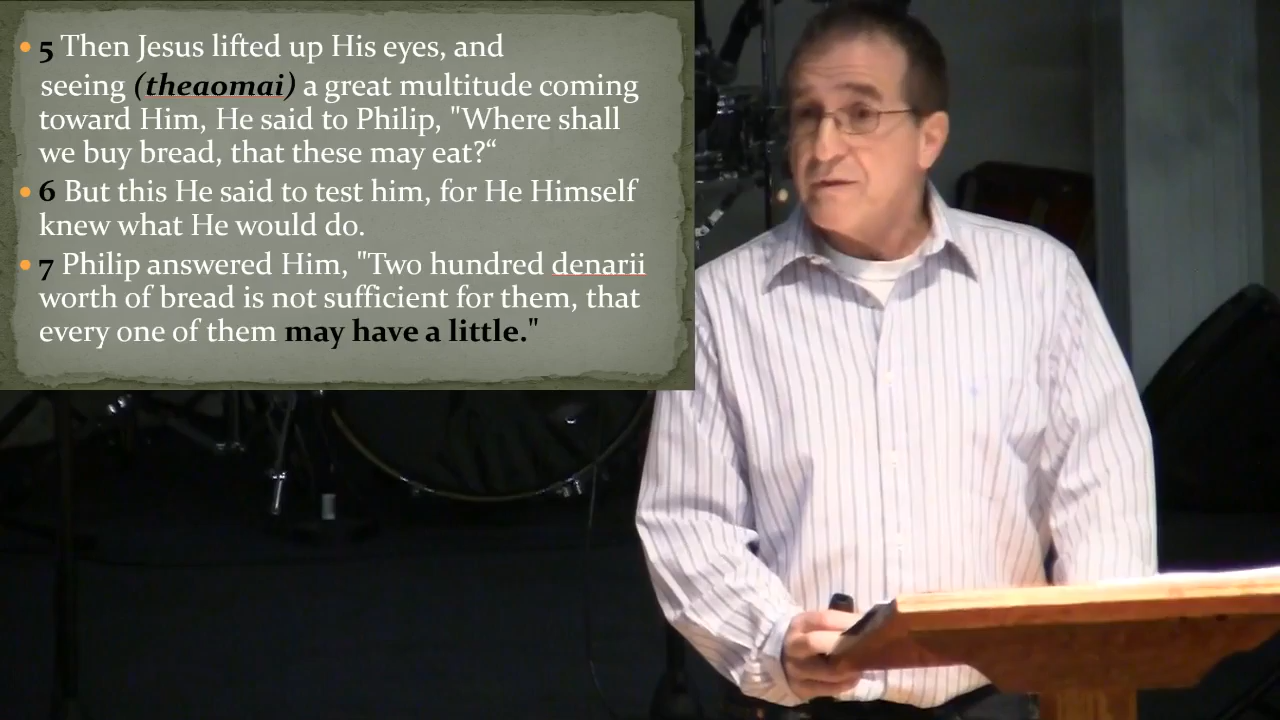 • 5 Then Jesus lifted up His eyes, and
seeing (theaomai) a great multitude coming
toward Him, He said to Philip, "Where shall
we buy bread, that these may eat?“
• 6 But this He said to test him, for He Himself
knew what He would do.
• 7 Philip answered Him, "Two hundred denarii
worth of bread is not sufficient for them, that
every one of them may have a little."